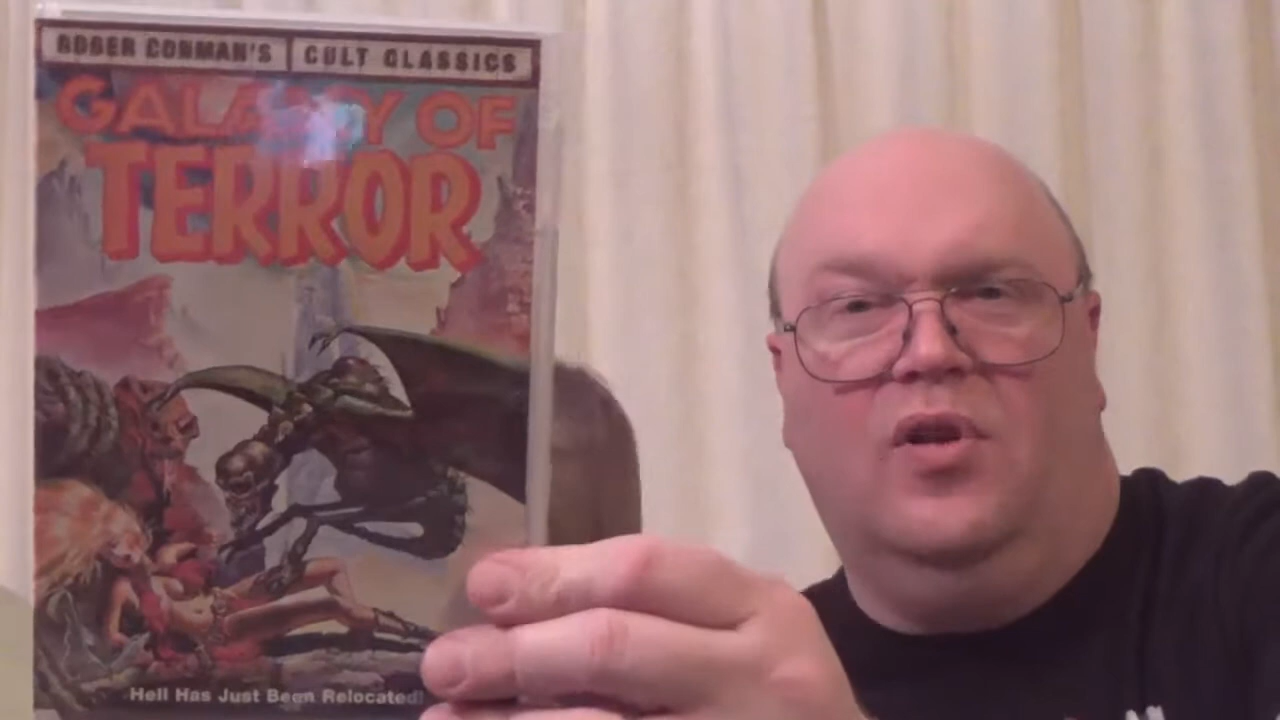 ROGER CORMAN'S CULT CLASSICS
GALAXY OF
TERROR
Hell Has Just Been Relocated!